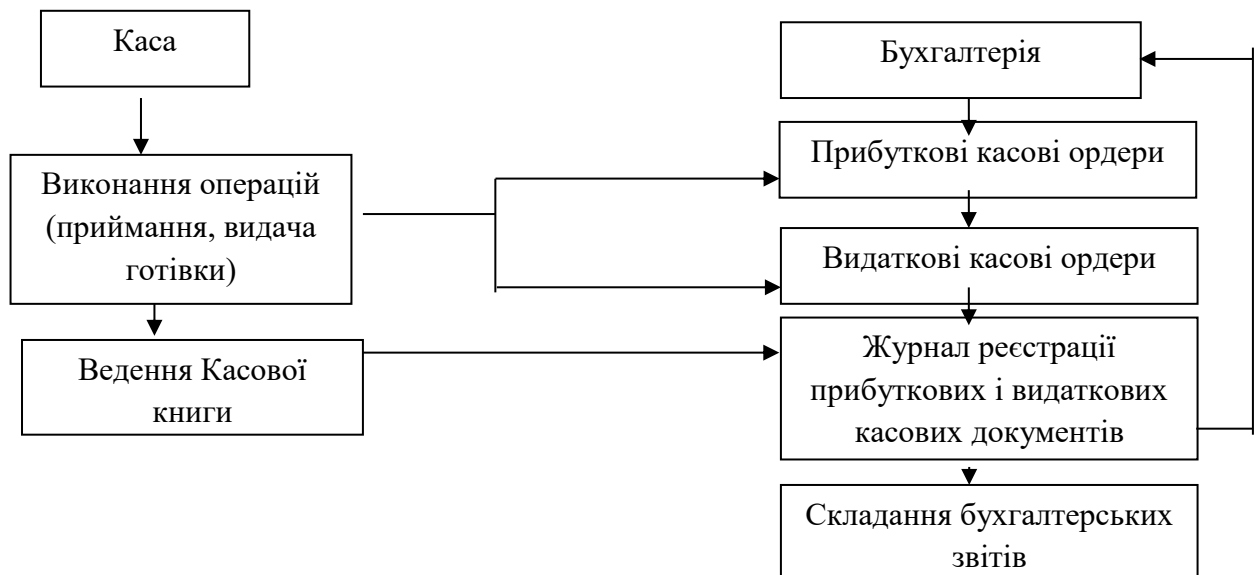 Каса
Виконання операцій
(приймання, видача
готівки)
Ведення Касової
книги
Бухгалтерія
Прибуткові касові ордери
Видаткові касові ордери
Журнал реєстрації
прибуткових і видаткових
касових документів
Складання бухгалтерських
звітів